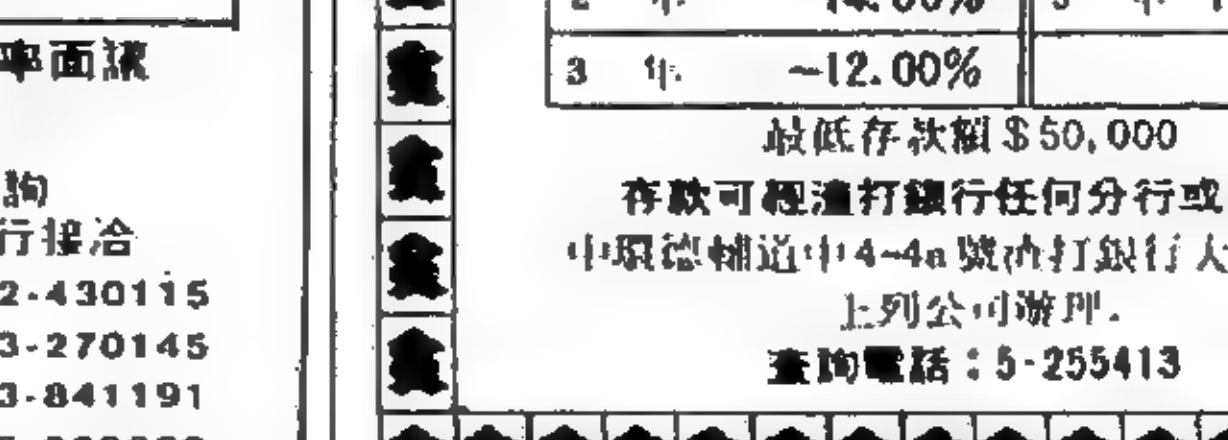 率面議
詢
行接洽
2-430115
3-270145
3-841191
3 年 ~12.00%
最低存款額$50,000
存款可經渣打銀行任何分行或
中環德輔道中4-4a號渣打銀行大
上列公司辦理.
查詢電話：5-255413